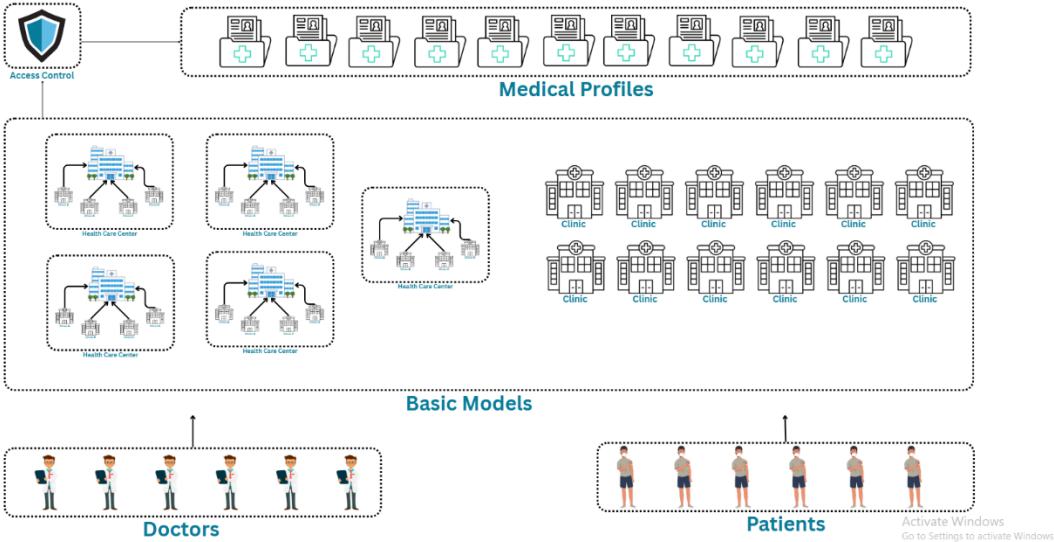 Access Control
Medical Profiles
Health Care Center
Health Care Center
Health Care Center
Health Care Center
Health Care Center
Clinic
Clinic
Clinic
Clinic
Clinic
Clinic
Clinic
Clinic
Clinic
Clinic
Clinic
Clinic
Basic Models
Doctors
Patients
Activate Windows
Go to Settings to activate Windows